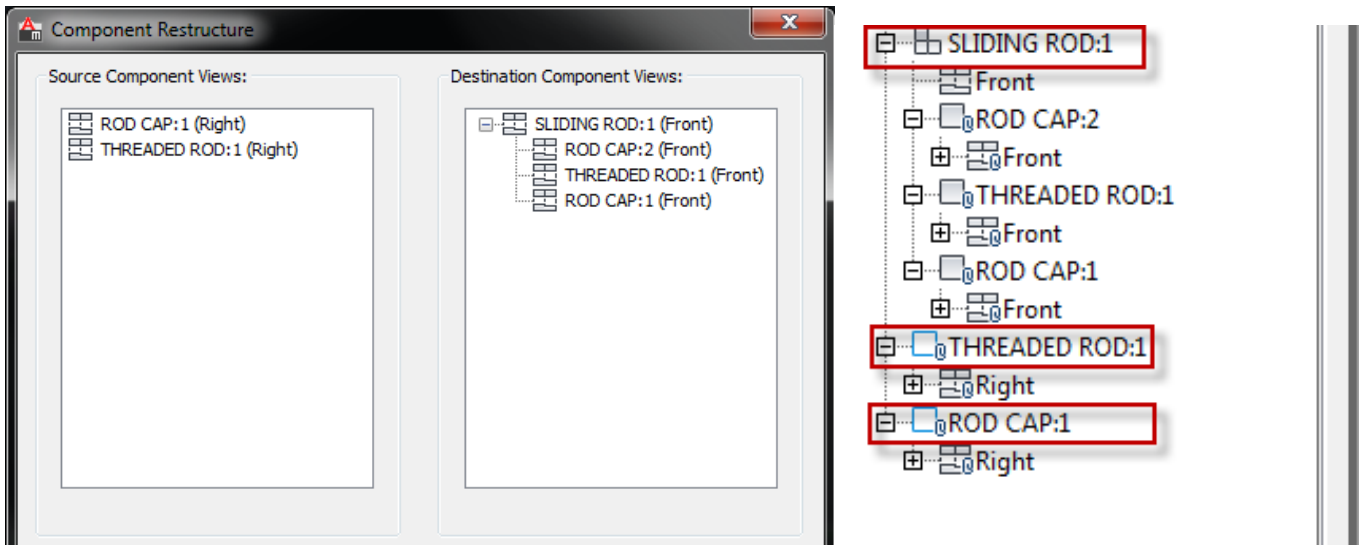 Component Restructure
Source Component Views:
ROD CAP:1 (Right)
THREADED ROD:1 (Right)
Destination Component Views:
SLIDING ROD:1 (Front)
ROD CAP:2 (Front)
THREADED ROD:1 (Front)
ROD CAP:1 (Front)
SLIDING ROD:1
Front
ROD CAP:2
Front
THREADED ROD:1
Front
ROD CAP:1
Front
THREADED ROD:1
Right
ROD CAP:1
Right